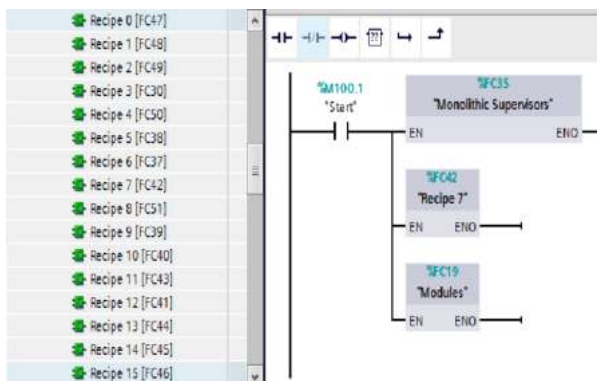 Recipe 0 [FC47]
Recipe 1 [FC48]
Recipe 2 [FC49]
Recipe 3 [FC30]
Recipe 4 [FC50]
Recipe 5 [FC38]
Recipe 6 [FC37]
Recipe 7 [FC42]
Recipe 8 [FC51]
Recipe 9 [FC39]
Recipe 10 [FC40]
Recipe 11 [FC43]
Recipe 12 [FC41]
Recipe 13 [FC44]
Recipe 14 [FC45]
Recipe 15 [FC46]
%M100.1
"Start"
%FC35
"Monolithic Supervisors"
EN ENO
%FC42
"Recipe 7"
EN ENO
%FC19
"Modules"
EN ENO